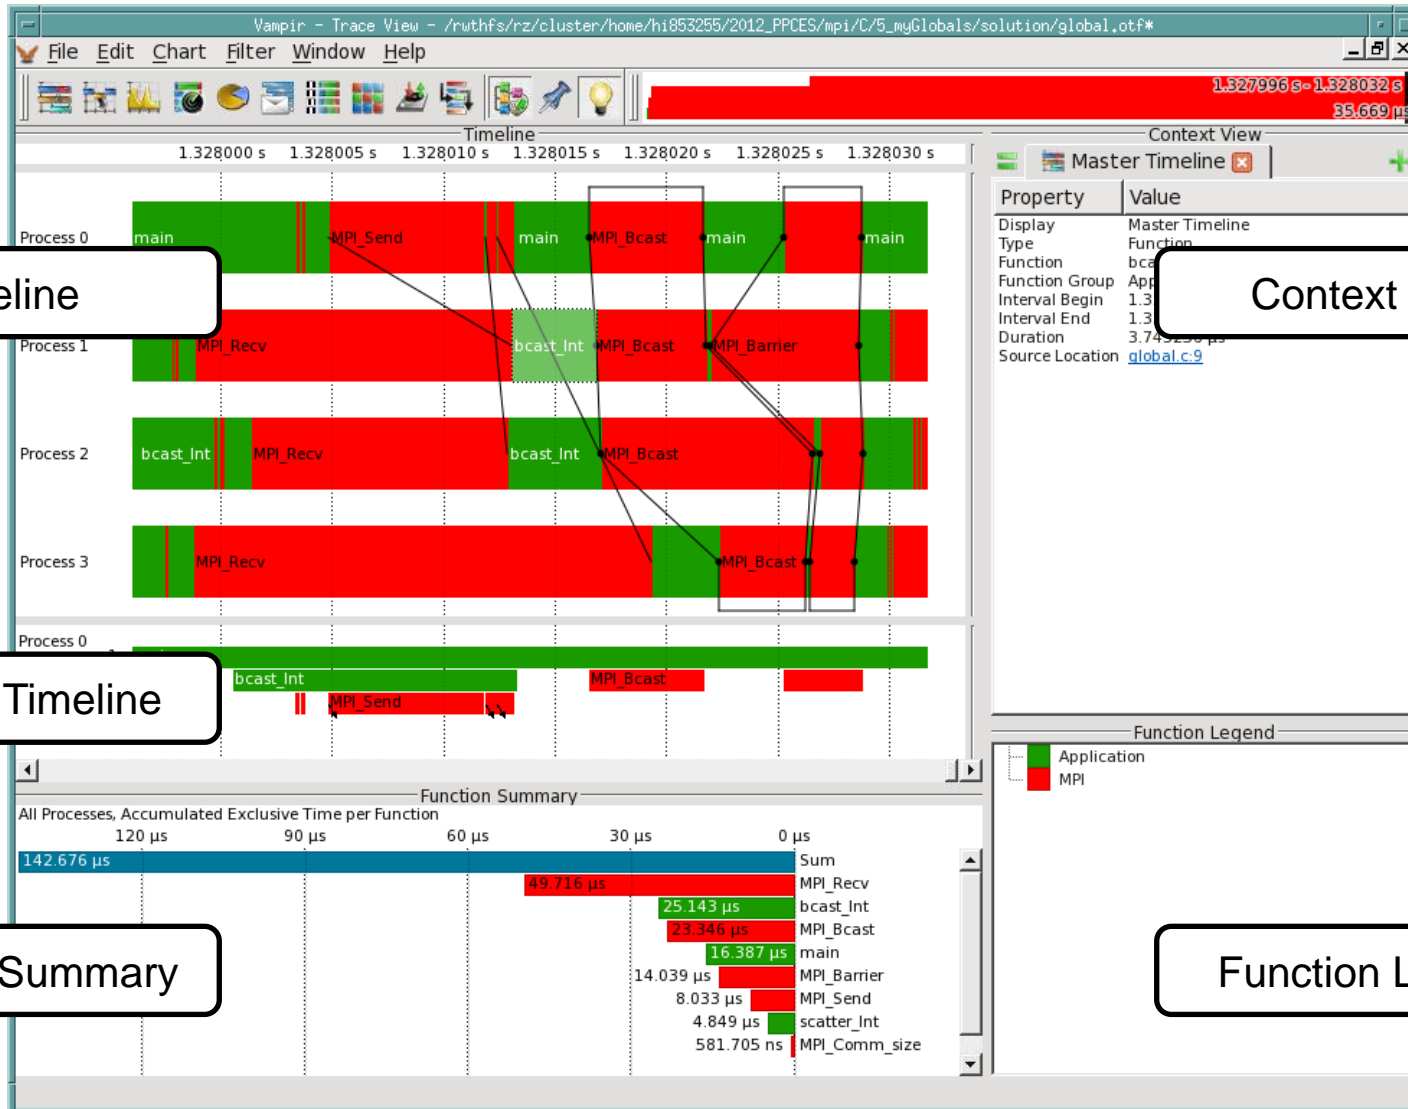 Vampir - Trace View - /rwthfs/rz/cluster/home/hi853255/2012_PPCES/mpi/C/5_myGlobals/solution/global.otf*
File Edit Chart Filter Window Help
1.327996 s - 1.328032 s
35.669 μs
Timeline
1.328000 s 1.328005 s 1.328010 s 1.328015 s 1.328020 s 1.328025 s 1.328030 s
Process 0 main MPI_Send main MPI_Bcast main main
eline
Process 1 MPI_Recv bcast_Int MPI_Bcast MPI_Barrier
Process 2 bcast_Int MPI_Recv bcast_Int MPI_Bcast
Process 3 MPI_Recv MPI_Bcast
Process 0
bcast_Int MPI_Bcast
MPI_Send
Timeline
Context View
Master Timeline
Property Value
Display Master Timeline
Type Function
Function bca
Function Group App
Interval Begin 1.3
Interval End 1.3
Duration
Source Location global.c:9
Context
Function Legend
Application
MPI
Function L
Function Summary
All Processes, Accumulated Exclusive Time per Function
120 μs 90 μs 60 μs 30 μs 0 μs
142.676 μs Sum
49.716 μs MPI_Recv
25.143 μs bcast_Int
23.346 μs MPI_Bcast
16.387 μs main
14.039 μs MPI_Barrier
8.033 μs MPI_Send
4.849 μs scatter_Int
581.705 ns MPI_Comm_size
Summary